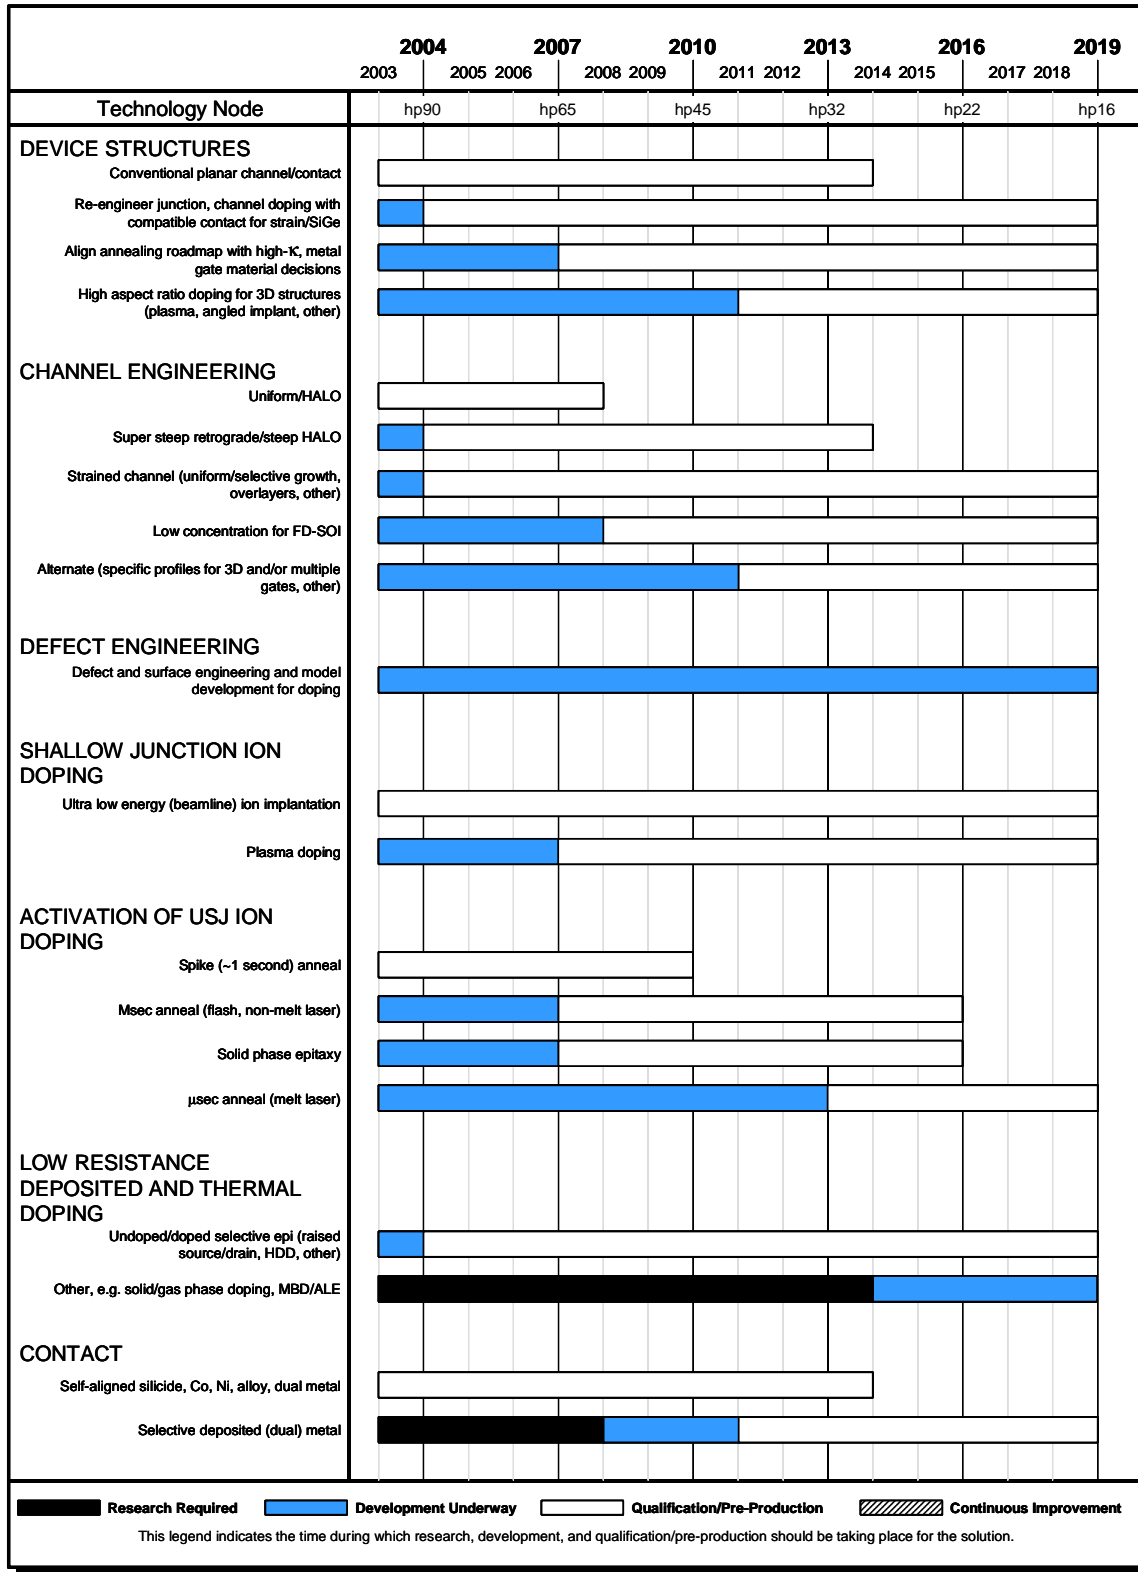 2004 2007 2010 2013 2016 2019
2003 2005 2006 2008 2009 2011 2012 2014 2015 2017 2018
Technology Node hp90 hp65 hp45 hp32 hp22 hp16
DEVICE STRUCTURES
Conventional planar channel/contact
Re-engineer junction, channel doping with
compatible contact for strain/SiGe
Align annealing roadmap with high-κ, metal
gate material decisions
High aspect ratio doping for 3D structures
(plasma, angled implant, other)
CHANNEL ENGINEERING
Uniform/HALO
Super steep retrograde/steep HALO
Strained channel (uniform/selective growth,
overlayers, other)
Low concentration for FD-SOI
Alternate (specific profiles for 3D and/or multiple
gates, other)
DEFECT ENGINEERING
Defect and surface engineering and model
development for doping
SHALLOW JUNCTION ION
DOPING
Ultra low energy (beamline) ion implantation
Plasma doping
ACTIVATION OF USJ ION
DOPING
Spike (~1 second) anneal
Msec anneal (flash, non-melt laser)
Solid phase epitaxy
μsec anneal (melt laser)
LOW RESISTANCE
DEPOSITED AND THERMAL
DOPING
Undoped/doped selective epi (raised
source/drain, HDD, other)
Other, e.g. solid/gas phase doping, MBD/ALE
CONTACT
Self-aligned silicide, Co, Ni, alloy, dual metal
Selective deposited (dual) metal
Research Required Development Underway Qualification/Pre-Production Continuous Improvement
This legend indicates the time during which research, development, and qualification/pre-production should be taking place for the solution.